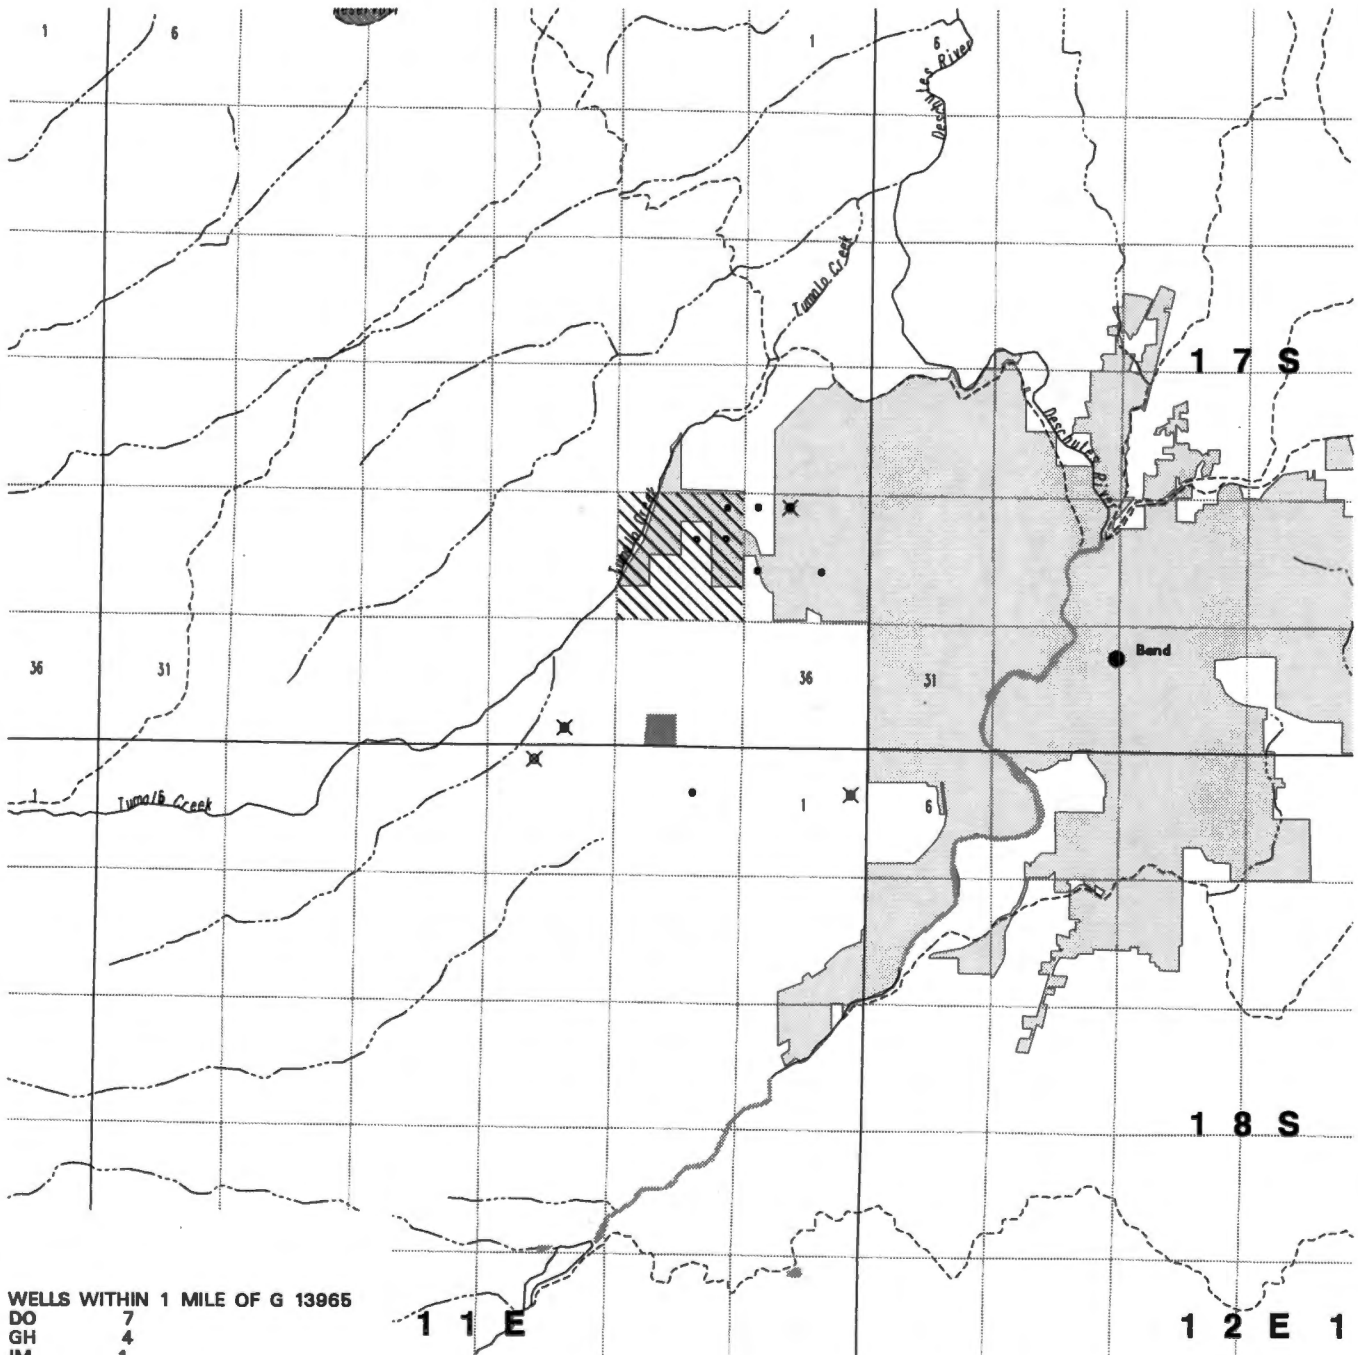 Reservoir
1
6
1
6
Deschutes River
Tumalo Creek
1 7 S
Deschutes River
Tumalo Creek
Bend
36
31
36
31
1
Tumalo Creek
1
6
1 8 S
WELLS WITHIN 1 MILE OF G 13965
DO 7
GH 4
1 1 E
1 2 E 1